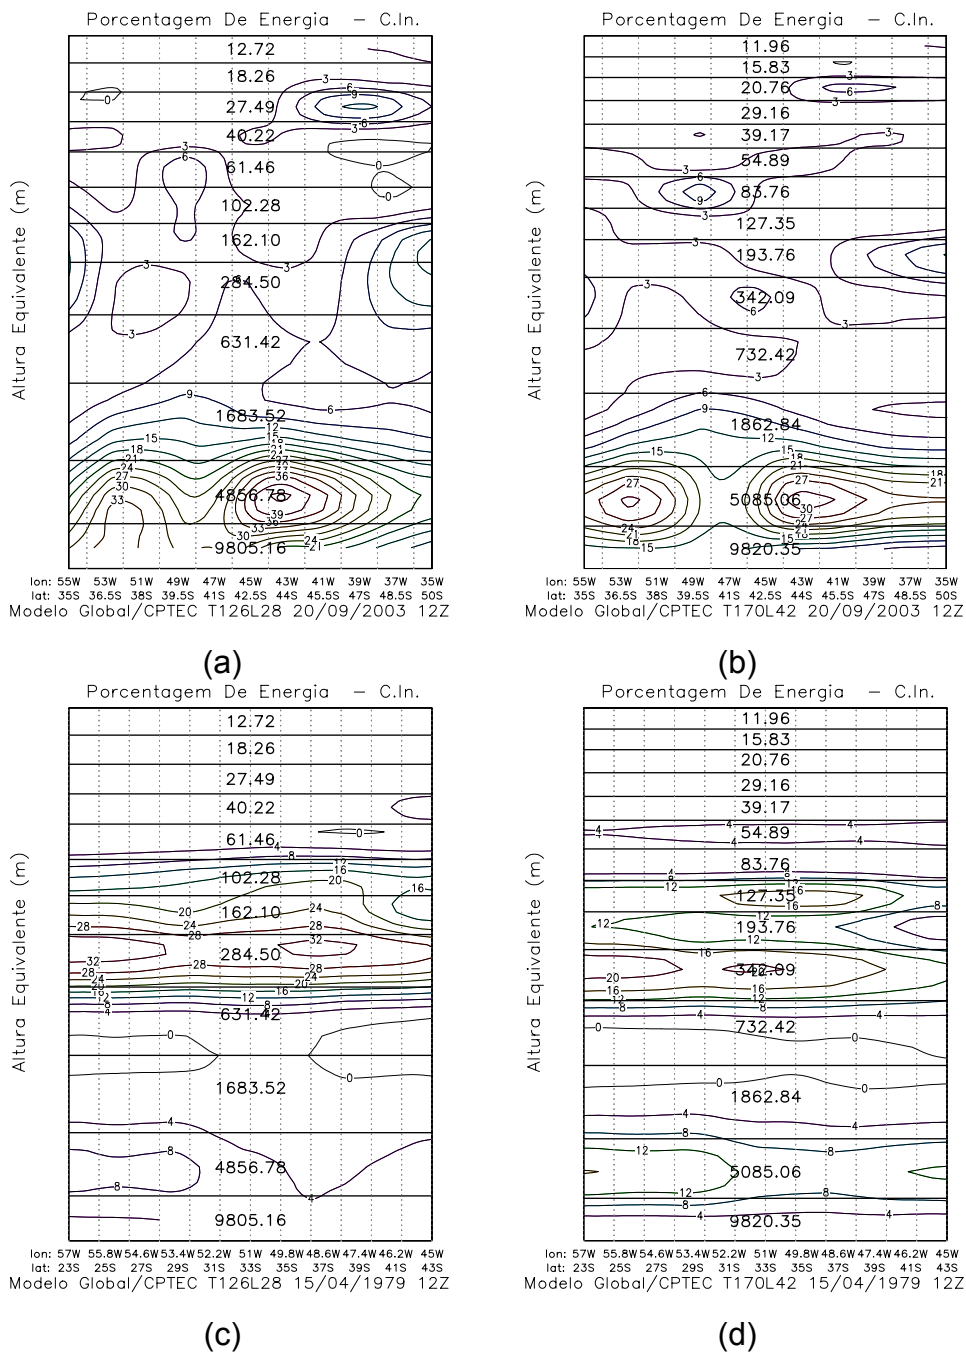 Porcentagem De Energia - C.In.
12.72
18.26
27.49
40.22
61.46
102.28
162.10
284.50
631.42
1683.52
4856.78
9805.16
Altura Equivalente (m)
lon: 55W 53W 51W 49W 47W 45W 43W 41W 39W 37W 35W
lat: 35S 36.5S 38S 39.5S 41S 42.5S 44S 45.5S 47S 48.5S 50S
Modelo Global/CPTEC T126L28 20/09/2003 12Z
(a)
Porcentagem De Energia - C.In.
11.96
15.83
20.76
29.16
39.17
54.89
83.76
127.35
193.76
342.09
732.42
1862.84
5085.06
9820.35
Altura Equivalente (m)
55W 53W 51W 49W 47W 45W 43W 41W 39W 37W 35W
35S 36.5S 38S 39.5S 41S 42.5S 44S 45.5S 47S 48.5S 50S
Modelo Global/CPTEC T170L42 20/09/2003 12Z
(b)
Porcentagem De Energia - C.In.
12.72
18.26
27.49
40.22
61.46
102.28
162.10
284.50
631.42
1683.52
4856.78
9805.16
Altura Equivalente (m)
lon: 57W 55.8W 54.6W 53.4W 52.2W 51W 49.8W 48.6W 47.4W 46.2W 45W
lat: 23S 25S 27S 29S 31S 33S 35S 37S 39S 41S 43S
Modelo Global/CPTEC T126L28 15/04/1979 12Z
(c)
Porcentagem De Energia - C.In.
11.96
15.83
20.76
29.16
39.17
54.89
83.76
127.35
193.76
342.09
732.42
1862.84
5085.06
9820.35
Altura Equivalente (m)
57W 55.8W 54.6W 53.4W 52.2W 51W 49.8W 48.6W 47.4W 46.2W 45W
23S 25S 27S 29S 31S 33S 35S 37S 39S 41S 43S
Modelo Global/CPTEC T170L42 15/04/1979 12Z
(d)